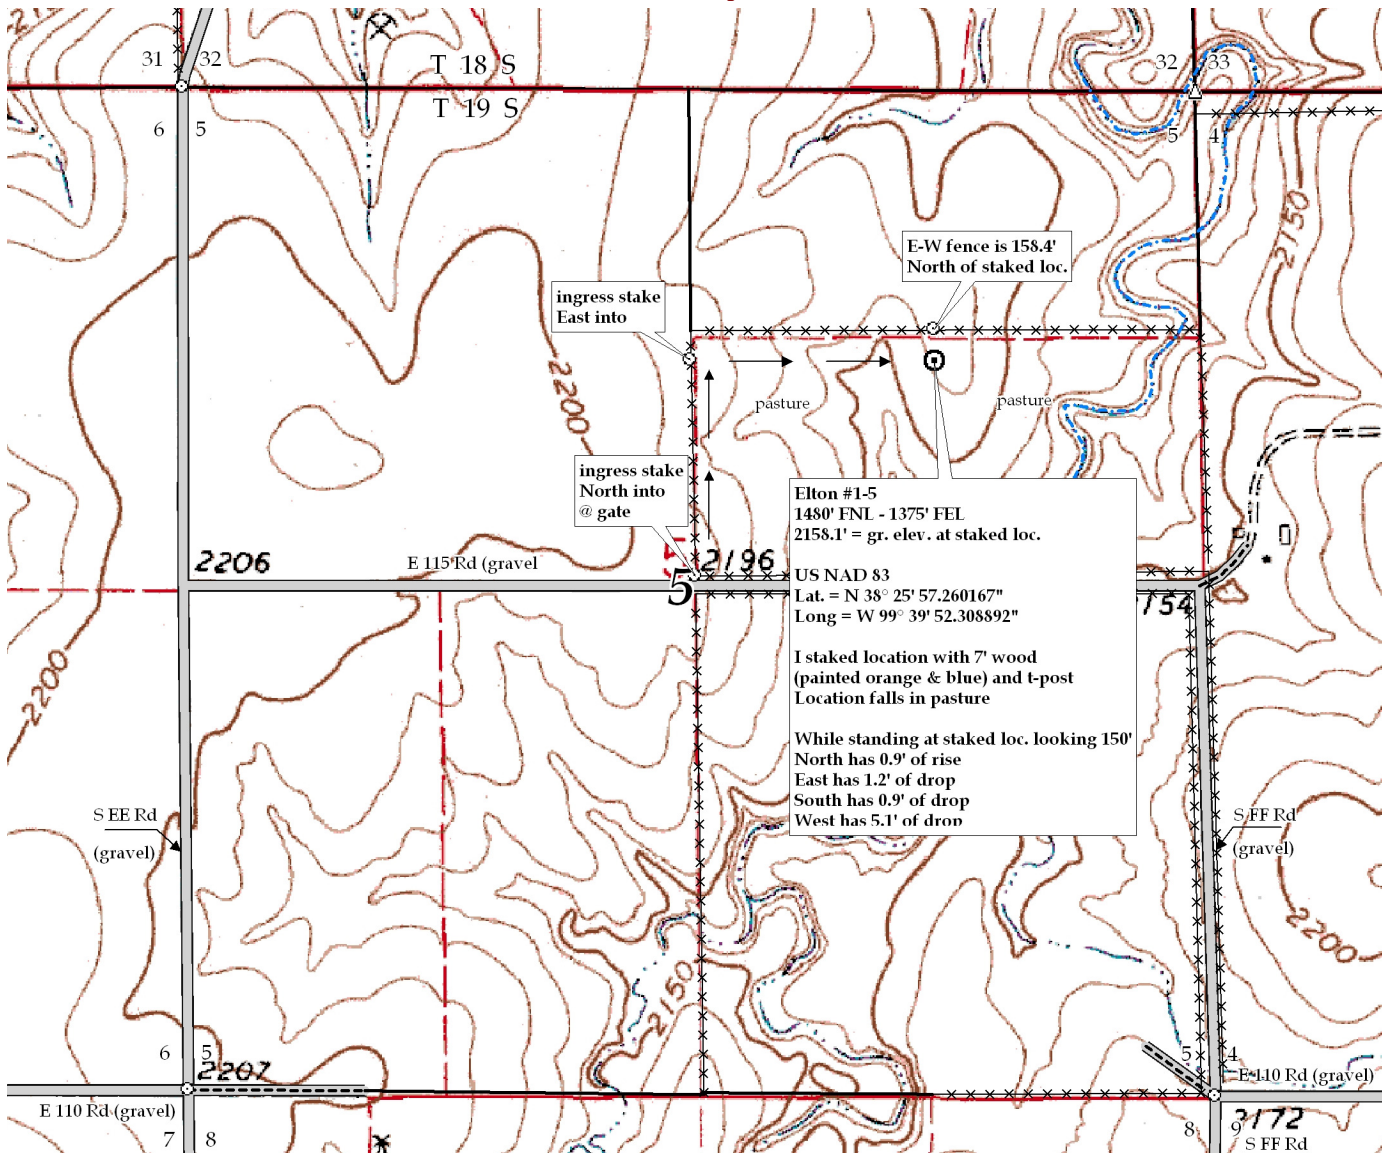 31
32
T 18 S
32
33
6
5
T 19 S
5
4
2150
E-W fence is 158.4'
North of staked loc.
ingress stake
East into
2200
pasture
pasture
ingress stake
North into
@ gate
Elton #1-5
1480' FNL - 1375' FEL
2158.1' = gr. elev. at staked loc.
US NAD 83
Lat. = N 38° 25' 57.260167"
Long = W 99° 39' 52.308892"
I staked location with 7' wood
(painted orange & blue) and t-post
Location falls in pasture
While standing at staked loc. looking 150'
North has 0.9' of rise
East has 1.2' of drop
South has 0.9' of drop
West has 5.1' of drop
2206
E 115 Rd (gravel
2196
5
2154
2200
S EE Rd
(gravel)
S FF Rd
(gravel)
2200
2150
6
5
2207
5
4
E 110 Rd (gravel)
E 110 Rd (gravel)
7
8
8
9
2172
S FF Rd